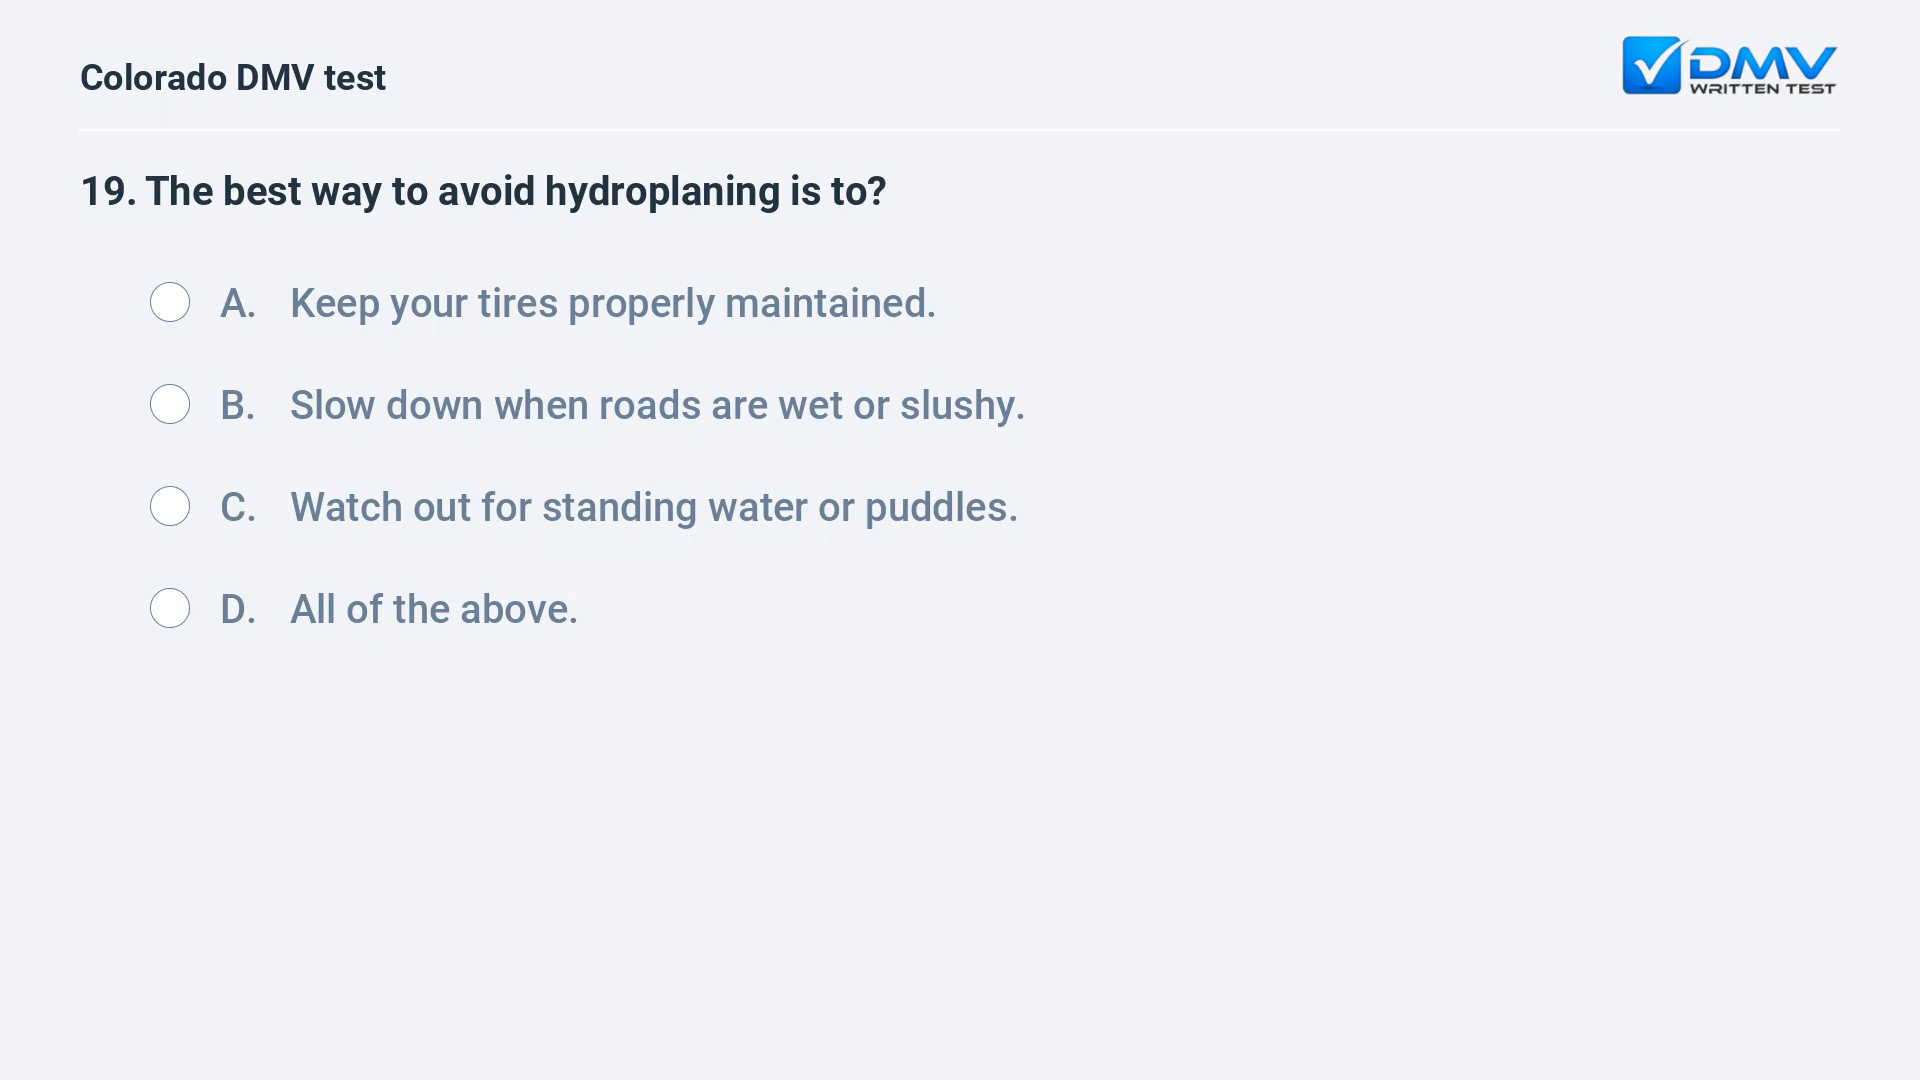 Colorado DMV test
DMV
WRITTEN TEST
19. The best way to avoid hydroplaning is to?
A. Keep your tires properly maintained.
B. Slow down when roads are wet or slushy.
C. Watch out for standing water or puddles.
D. All of the above.